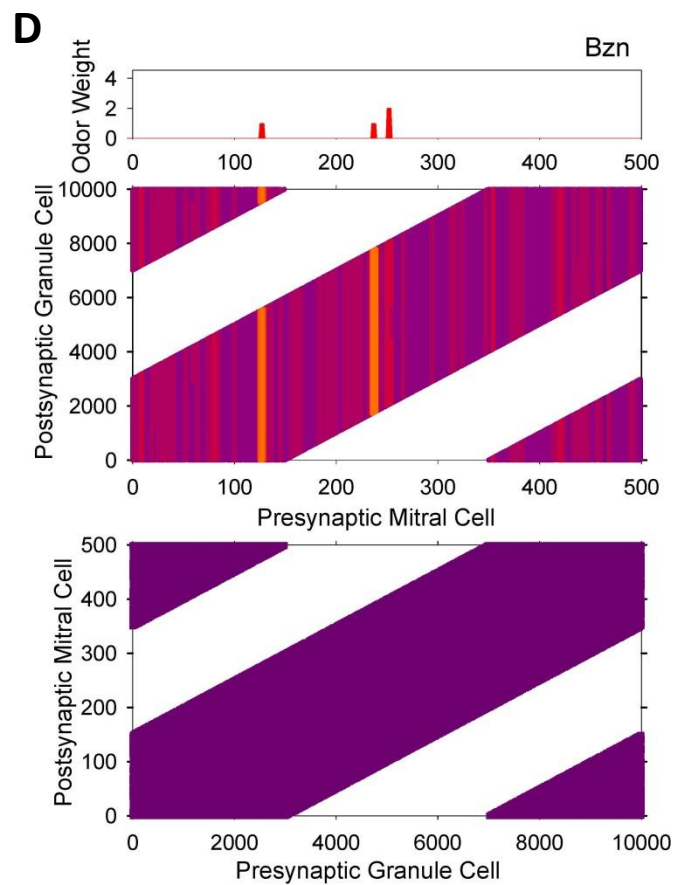 D
Bzn
Odor Weight
4
2
0
0 100 200 300 400 500
Postsynaptic Granule Cell
10000
8000
6000
4000
2000
0
0 100 200 300 400 500
Presynaptic Mitral Cell
Postsynaptic Mitral Cell
500
400
300
200
100
0
0 2000 4000 6000 8000 10000
Presynaptic Granule Cell